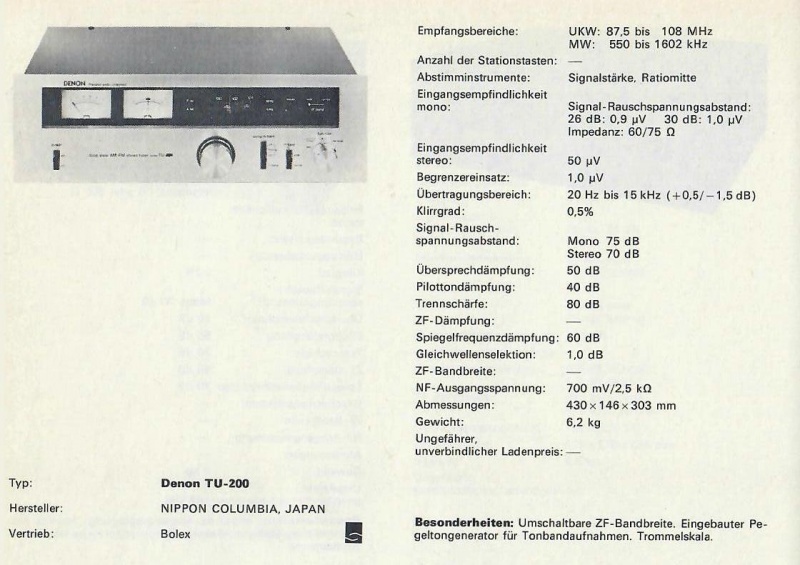 DENON
Typ: Denon TU-200
Hersteller: NIPPON COLUMBIA, JAPAN
Vertrieb: Bolex
Empfangsbereiche: UKW: 87,5 bis 108 MHz
MW: 550 bis 1602 kHz
Anzahl der Stationstasten: —
Abstimminstrumente: Signalstärke, Ratiomitte
Eingangsempfindlichkeit
mono: Signal-Rauschspannungsabstand:
26 dB: 0,9 µV 30 dB: 1,0 µV
Impedanz: 60/75 Ω
Eingangsempfindlichkeit
stereo: 50 µV
Begrenzereinsatz: 1,0 µV
Übertragungsbereich: 20 Hz bis 15 kHz (+0,5/−1,5 dB)
Klirrgrad: 0,5%
Signal-Rausch-
spannungsabstand: Mono 75 dB
Stereo 70 dB
Übersprechdämpfung: 50 dB
Pilottondämpfung: 40 dB
Trennschärfe: 80 dB
ZF-Dämpfung: —
Spiegelfrequenzdämpfung: 60 dB
Gleichwellenselektion: 1,0 dB
ZF-Bandbreite: —
NF-Ausgangsspannung: 700 mV/2,5 kΩ
Abmessungen: 430×146×303 mm
Gewicht: 6,2 kg
Ungefährer,
unverbindlicher Ladenpreis: —
Besonderheiten: Umschaltbare ZF-Bandbreite. Eingebauter Pe-
geltongenerator für Tonbandaufnahmen. Trommelskala.